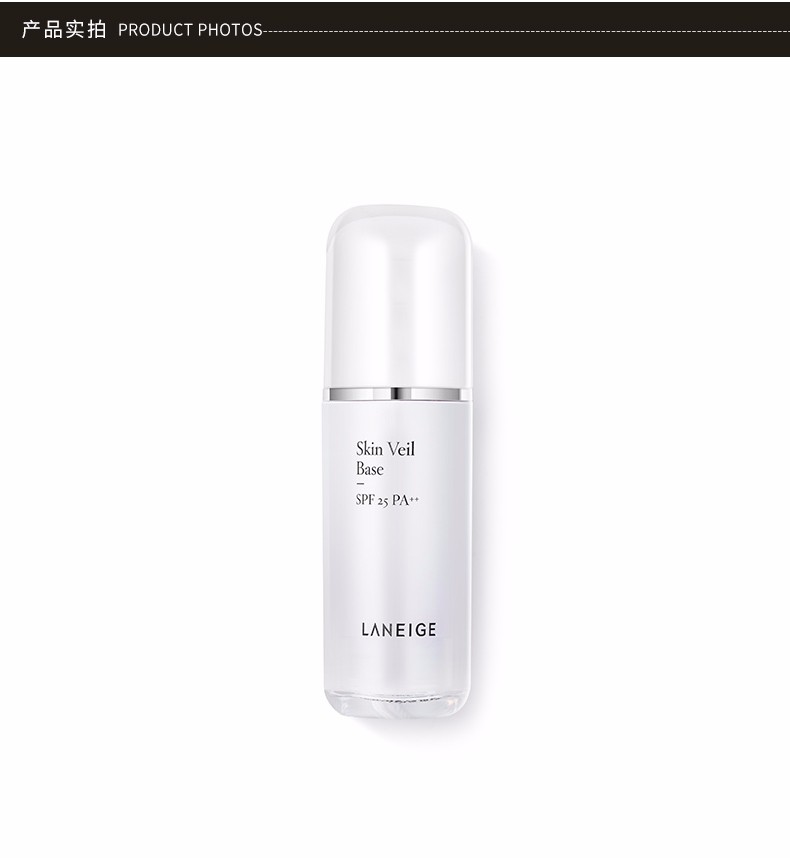 产品实拍 PRODUCT PHOTOS
Skin Veil
Base
SPF 25 PA++
LANEIGE